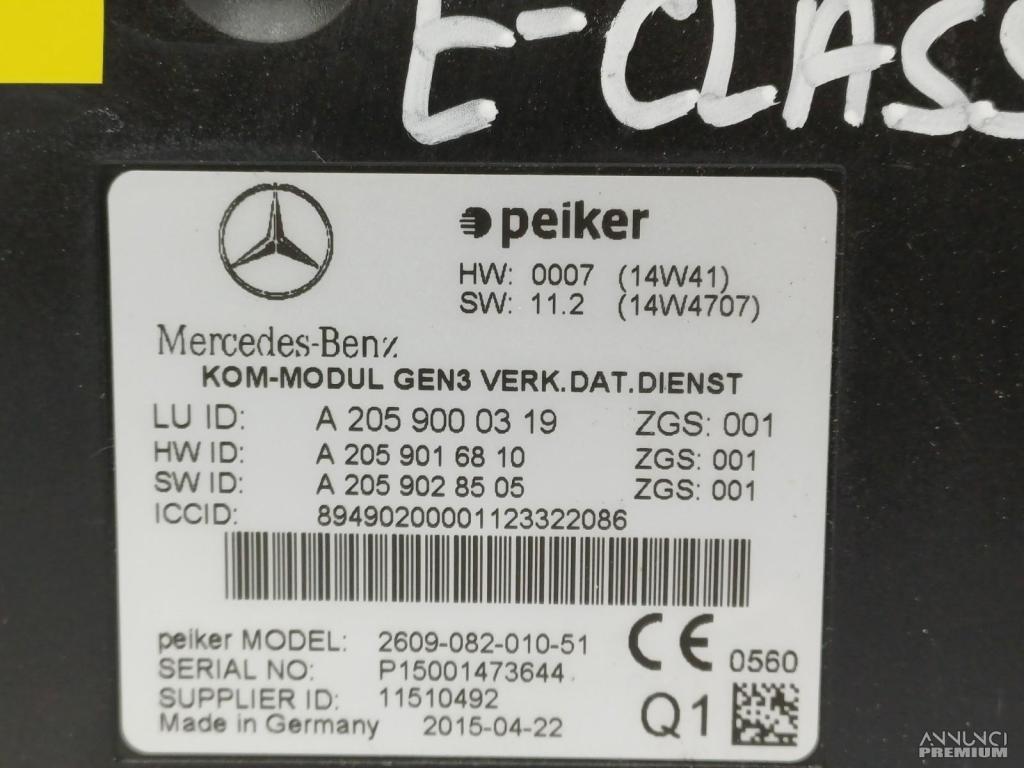 E-CLASS
peiker
HW: 0007 (14W41)
SW: 11.2 (14W4707)
Mercedes-Benz
KOM-MODUL GEN3 VERK.DAT.DIENST
LU ID: A 205 900 03 19 ZGS: 001
HW ID: A 205 901 68 10 ZGS: 001
SW ID: A 205 902 85 05 ZGS: 001
ICCID: 89490200001123322086
peiker MODEL: 2609-082-010-51
SERIAL NO: P15001473644
SUPPLIER ID: 11510492
Made in Germany 2015-04-22
CE 0560
Q1
ANNUNCI
PREMIUM